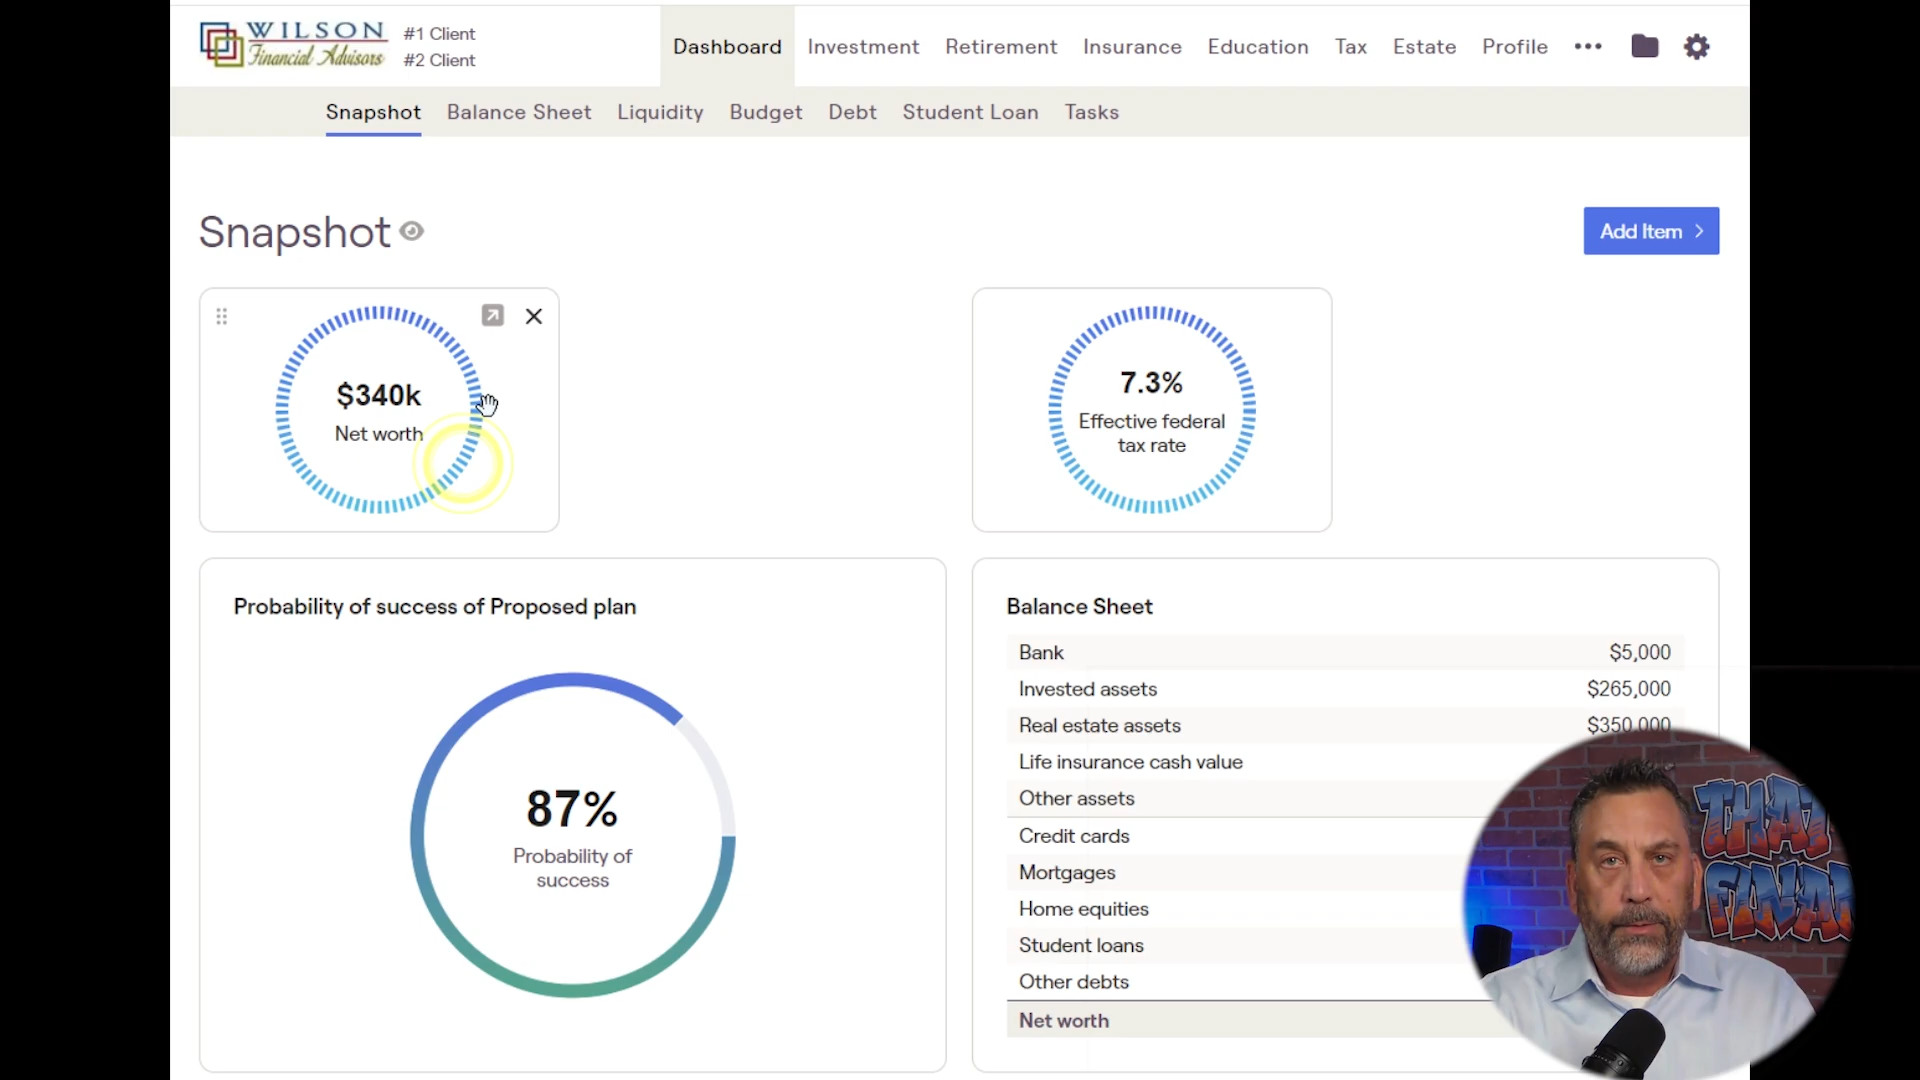 WILSON
Financial Advisors
#1 Client
#2 Client
Dashboard Investment Retirement Insurance Education Tax Estate Profile
Snapshot Balance Sheet Liquidity Budget Debt Student Loan Tasks
Snapshot
Add Item
$340k
Net worth
7.3%
Effective federal
tax rate
Probability of success of Proposed plan
87%
Probability of
success
Balance Sheet
Bank $5,000
Invested assets $265,000
Real estate assets $350,000
Life insurance cash value
Other assets
Credit cards
Mortgages
Home equities
Student loans
Other debts
Net worth